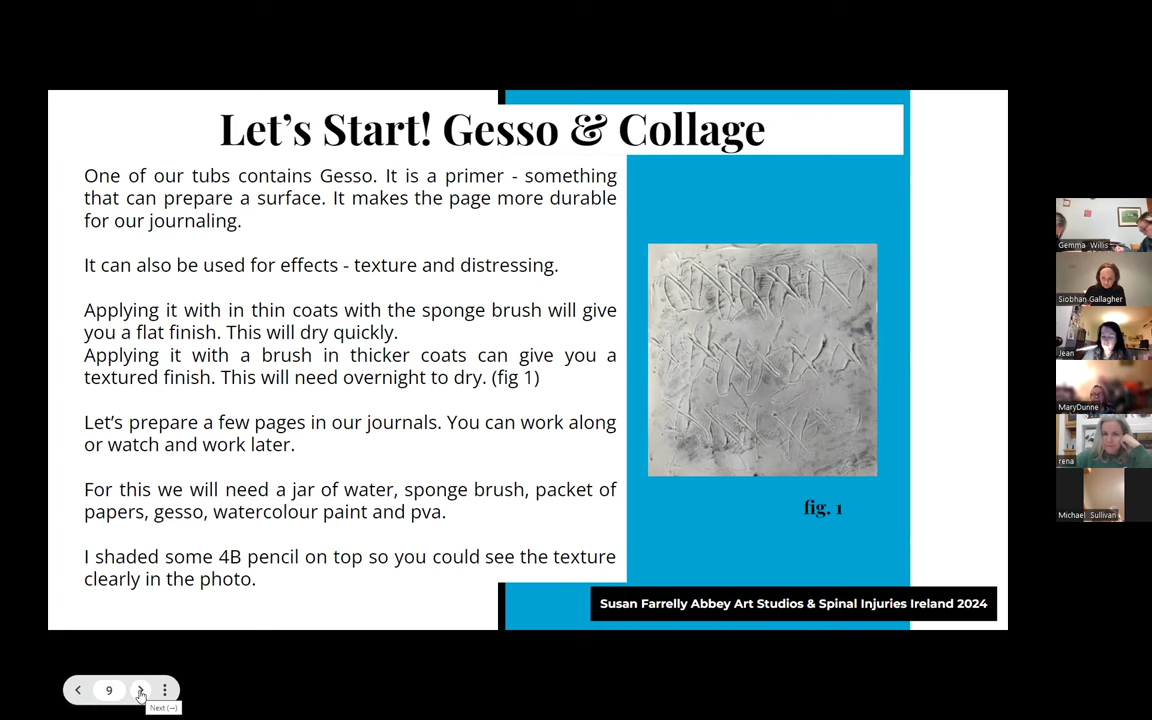 Let's Start! Gesso & Collage
One of our tubs contains Gesso. It is a primer - something
that can prepare a surface. It makes the page more durable
for our journaling.
It can also be used for effects - texture and distressing.
Applying it with in thin coats with the sponge brush will give
you a flat finish. This will dry quickly.
Applying it with a brush in thicker coats can give you a
textured finish. This will need overnight to dry. (fig 1)
Let's prepare a few pages in our journals. You can work along
or watch and work later.
For this we will need a jar of water, sponge brush, packet of
papers, gesso, watercolour paint and pva.
I shaded some 4B pencil on top so you could see the texture
clearly in the photo.
fig. 1
Susan Farrelly Abbey Art Studios & Spinal Injuries Ireland 2024
Gemma Willis
Siobhan Gallagher
Jean
MaryDunne
rena
Michael Sullivan
9
Next (→)